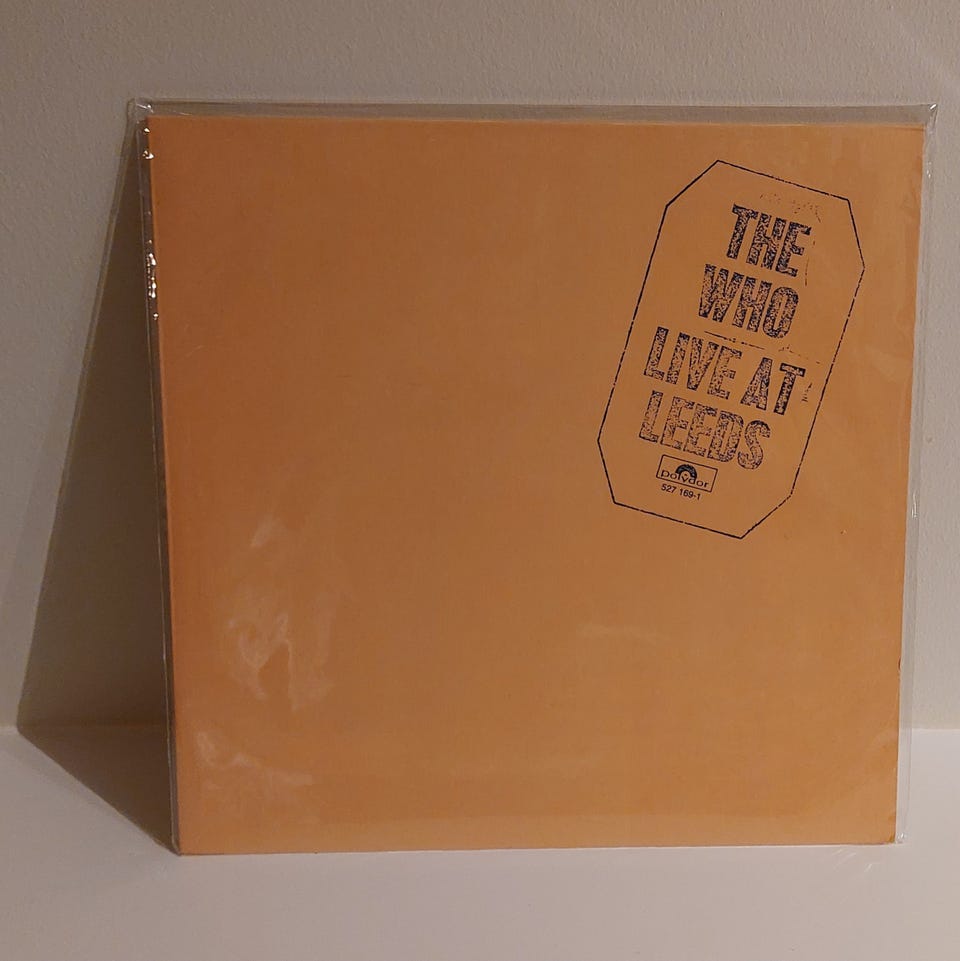 THE
WHO
LIVE AT
LEEDS
polydor
527 169-1